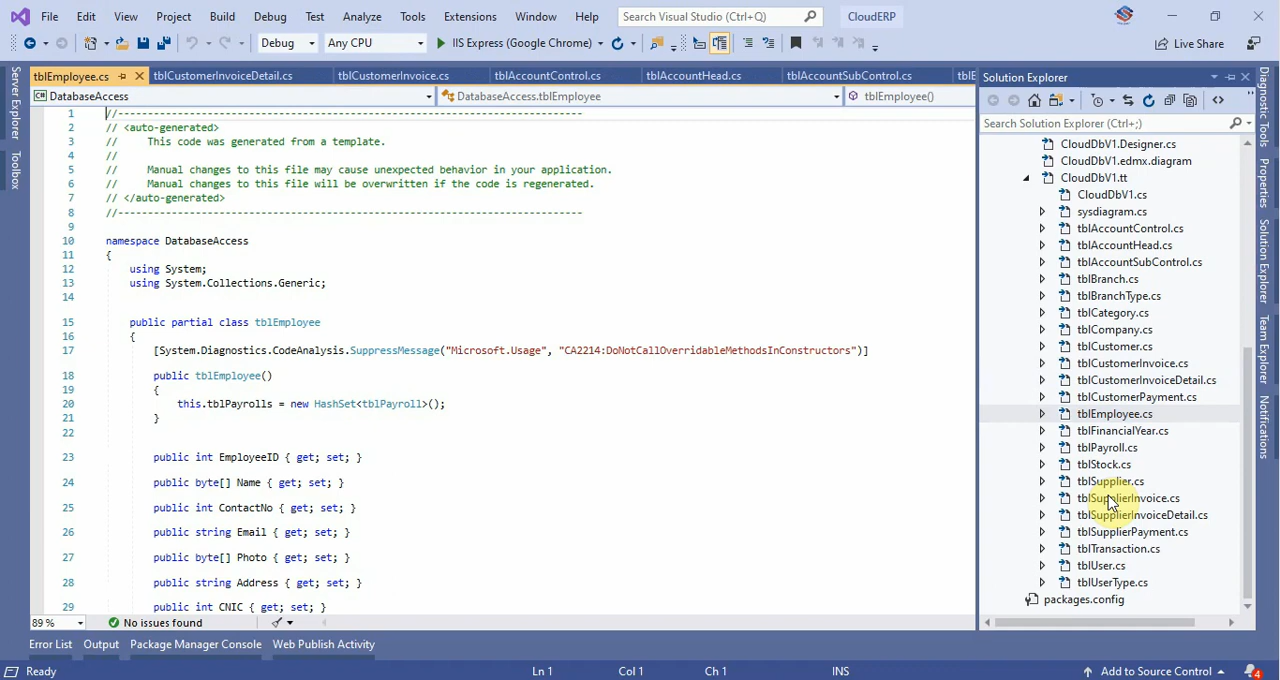 File Edit View Project Build Debug Test Analyze Tools Extensions Window Help Search Visual Studio (Ctrl+Q) CloudERP
Debug Any CPU IIS Express (Google Chrome) Live Share
tblEmployee.cs tblCustomerInvoiceDetail.cs tblCustomerInvoice.cs tblAccountControl.cs tblAccountHead.cs tblAccountSubControl.cs
DatabaseAccess DatabaseAccess.tblEmployee tblEmployee()
Server Explorer
Toolbox
1 //------------------------------------------------------------------------------
2 // <auto-generated>
3 // This code was generated from a template.
4 //
5 // Manual changes to this file may cause unexpected behavior in your application.
6 // Manual changes to this file will be overwritten if the code is regenerated.
7 // </auto-generated>
8 //------------------------------------------------------------------------------
9
10 namespace DatabaseAccess
11 {
12 using System;
13 using System.Collections.Generic;
14
15 public partial class tblEmployee
16 {
17 [System.Diagnostics.CodeAnalysis.SuppressMessage("Microsoft.Usage", "CA2214:DoNotCallOverridableMethodsInConstructors")]
18 public tblEmployee()
19 {
20 this.tblPayrolls = new HashSet<tblPayroll>();
21 }
22
23 public int EmployeeID { get; set; }
24 public byte[] Name { get; set; }
25 public int ContactNo { get; set; }
26 public string Email { get; set; }
27 public byte[] Photo { get; set; }
28 public string Address { get; set; }
29 public int CNIC { get; set; }
89 % No issues found
Solution Explorer
Search Solution Explorer (Ctrl+;)
CloudDbV1.Designer.cs
CloudDbV1.edmx.diagram
CloudDbV1.tt
CloudDbV1.cs
sysdiagram.cs
tblAccountControl.cs
tblAccountHead.cs
tblAccountSubControl.cs
tblBranch.cs
tblBranchType.cs
tblCategory.cs
tblCompany.cs
tblCustomer.cs
tblCustomerInvoice.cs
tblCustomerInvoiceDetail.cs
tblCustomerPayment.cs
tblEmployee.cs
tblFinancialYear.cs
tblPayroll.cs
tblStock.cs
tblSupplier.cs
tblSupplierInvoice.cs
tblSupplierInvoiceDetail.cs
tblSupplierPayment.cs
tblTransaction.cs
tblUser.cs
tblUserType.cs
packages.config
Diagnostic Tools
Properties
Solution Explorer
Team Explorer
Notifications
Error List Output Package Manager Console Web Publish Activity
Ready Ln 1 Col 1 Ch 1 INS Add to Source Control 4